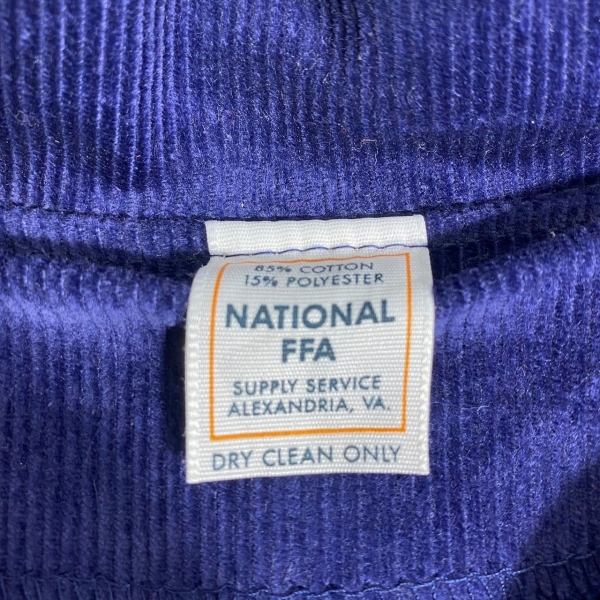 85% COTTON
15% POLYESTER
NATIONAL
FFA
SUPPLY SERVICE
ALEXANDRIA, VA.
DRY CLEAN ONLY